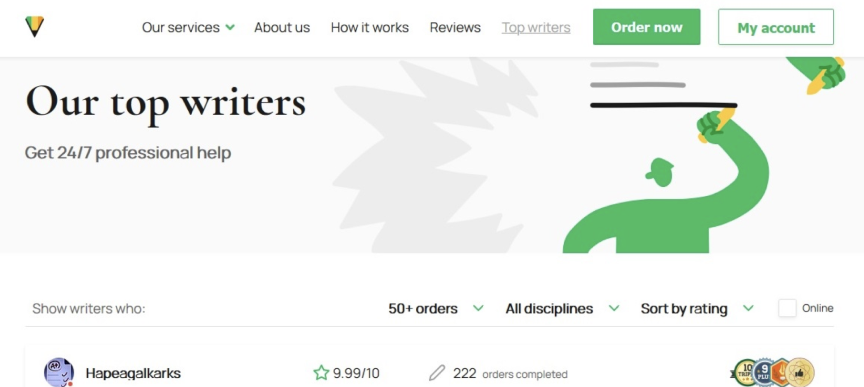 Our services About us How it works Reviews Top writers Order now My account
Our top writers
Get 24/7 professional help
Show writers who: 50+ orders All disciplines Sort by rating Online
Hapeagalkarks 9.99/10 222 orders completed